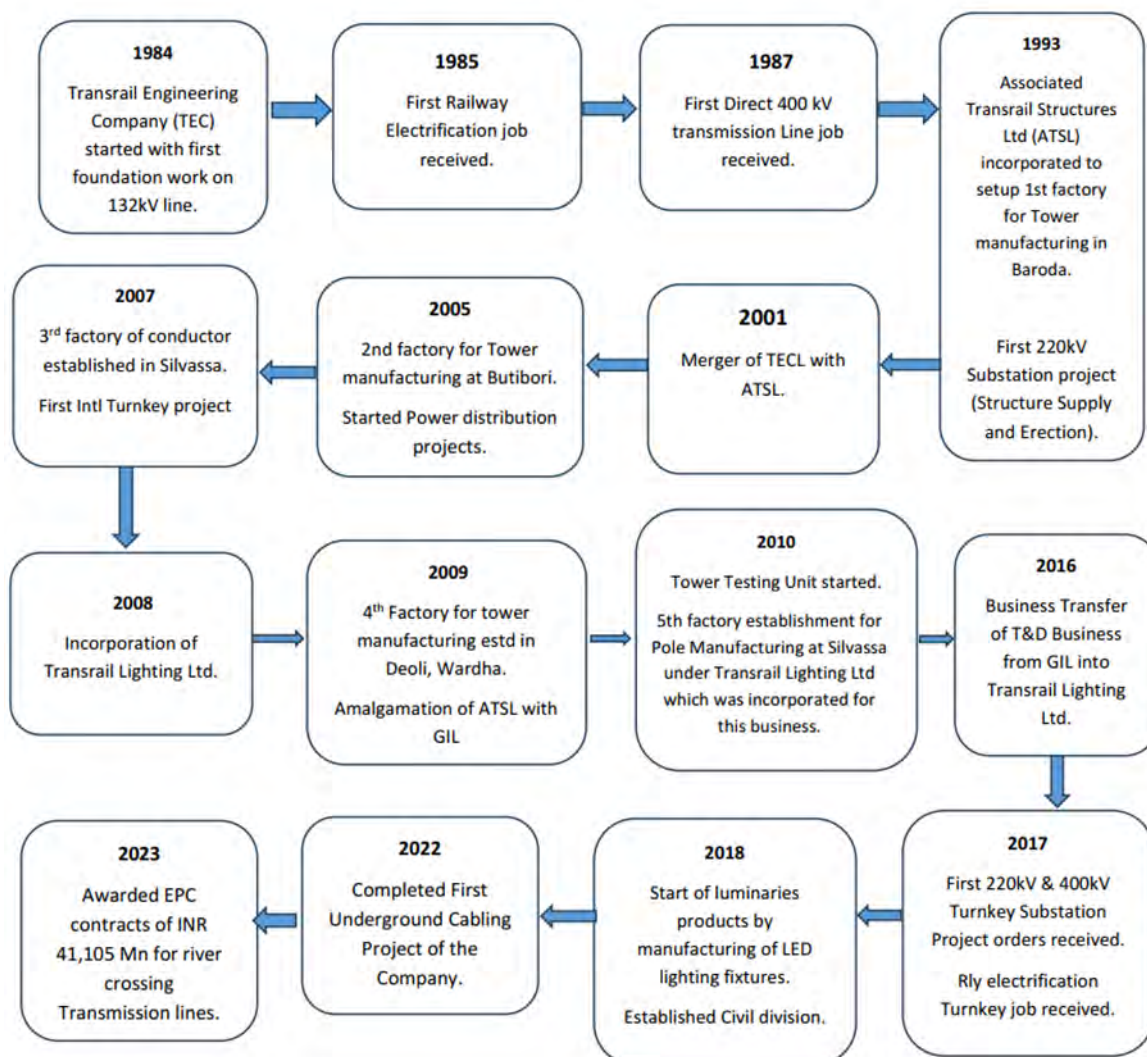 1984
Transrail Engineering
Company (TEC)
started with first
foundation work on
132kV line.
1985
First Railway
Electrification job
received.
1987
First Direct 400 kV
transmission Line job
received.
1993
Associated
Transrail Structures
Ltd (ATSL)
incorporated to
setup 1st factory
for Tower
manufacturing in
Baroda.
First 220kV
Substation project
(Structure Supply
and Erection).
2001
Merger of TECL with
ATSL.
2005
2nd factory for Tower
manufacturing at Butibori.
Started Power distribution
projects.
2007
3rd factory of conductor
established in Silvassa.
First Intl Turnkey project
2008
Incorporation of
Transrail Lighting Ltd.
2009
4th Factory for tower
manufacturing estd in
Deoli, Wardha.
Amalgamation of ATSL with
GIL
2010
Tower Testing Unit started.
5th factory establishment for
Pole Manufacturing at Silvassa
under Transrail Lighting Ltd
which was incorporated for
this business.
2016
Business Transfer
of T&D Business
from GIL into
Transrail Lighting
Ltd.
2017
First 220kV & 400kV
Turnkey Substation
Project orders received.
Rly electrification
Turnkey job received.
2018
Start of luminaries
products by
manufacturing of LED
lighting fixtures.
Established Civil division.
2022
Completed First
Underground Cabling
Project of the
Company.
2023
Awarded EPC
contracts of INR
41,105 Mn for river
crossing
Transmission lines.